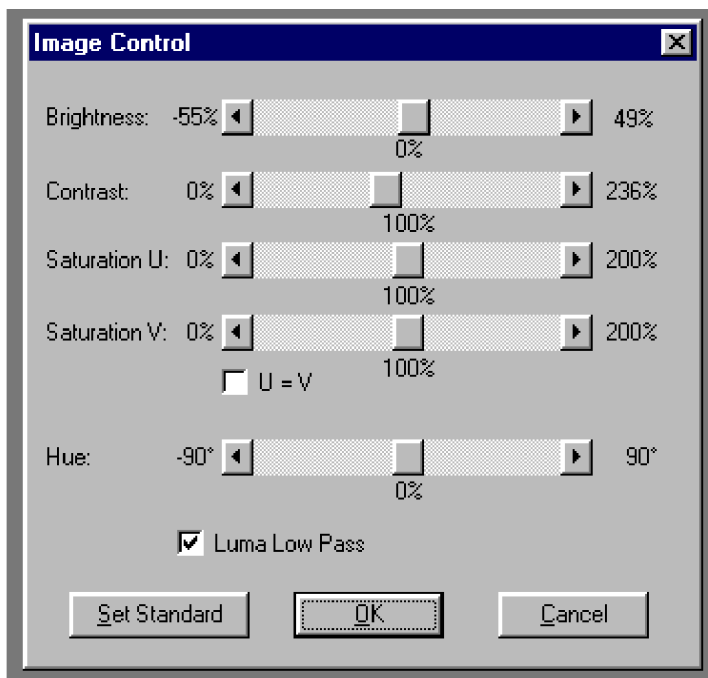 Image Control
Brightness: -55% 49%
0%
Contrast: 0% 236%
100%
Saturation U: 0% 200%
100%
Saturation V: 0% 200%
100%
U = V
Hue: -90° 90°
0%
Luma Low Pass
Set Standard OK Cancel